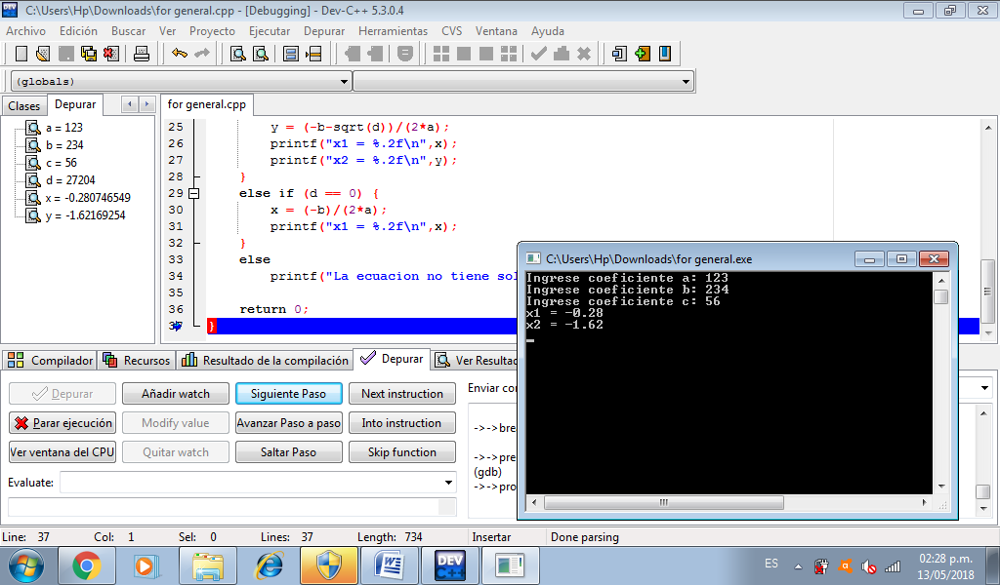 C:\Users\Hp\Downloads\for general.cpp - [Debugging] - Dev-C++ 5.3.0.4
Archivo Edición Buscar Ver Proyecto Ejecutar Depurar Herramientas CVS Ventana Ayuda
(globals)
Clases Depurar
for general.cpp
a = 123
b = 234
c = 56
d = 27204
x = -0.280746549
y = -1.62169254
25 y = (-b-sqrt(d))/(2*a);
26 printf("x1 = %.2f\n",x);
27 printf("x2 = %.2f\n",y);
28 }
29 else if (d == 0) {
30 x = (-b)/(2*a);
31 printf("x1 = %.2f\n",x);
32 }
33 else
34 printf("La ecuacion no tiene sol
35
36 return 0;
37 }
C:\Users\Hp\Downloads\for general.exe
Ingrese coeficiente a: 123
Ingrese coeficiente b: 234
Ingrese coeficiente c: 56
x1 = -0.28
x2 = -1.62
Compilador Recursos Resultado de la compilación Depurar Ver Resultad
Depurar Añadir watch Siguiente Paso Next instruction
Parar ejecución Modify value Avanzar Paso a paso Into instruction
Ver ventana del CPU Quitar watch Saltar Paso Skip function
Evaluate:
Enviar co
->->bre
->->pre
(gdb)
->->pro
Line: 37 Col: 1 Sel: 0 Lines: 37 Length: 734 Insertar Done parsing
DEV C++
ES
02:28 p.m.
13/05/2018